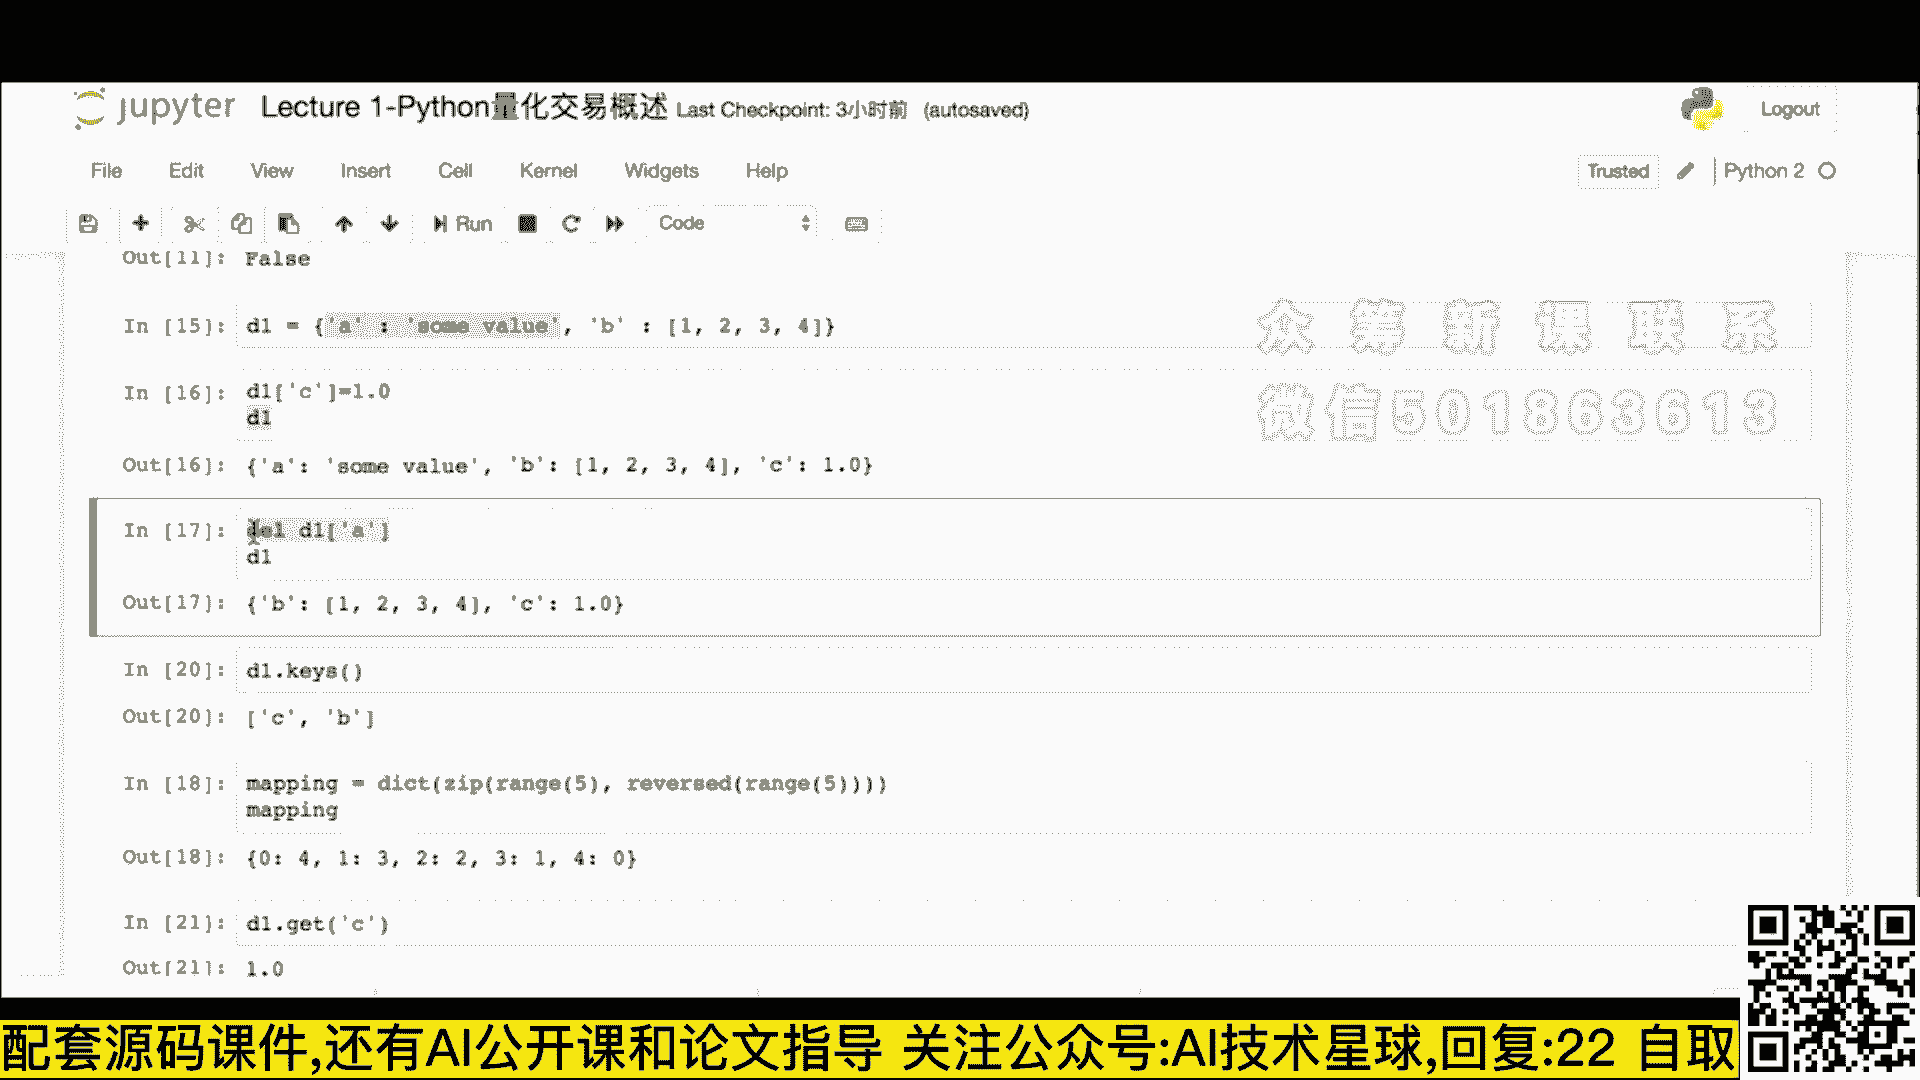 jupyter Lecture 1-Python量化交易概述 Last Checkpoint: 3小时前 (autosaved) Logout
File Edit View Insert Cell Kernel Widgets Help Trusted Python 2
Run Code
Out[11]: False
In [15]: d1 = {'a' : 'some value', 'b' : [1, 2, 3, 4]}
众筹新课联系
In [16]: d1['c']=1.0
d1
微信501863613
Out[16]: {'a': 'some value', 'b': [1, 2, 3, 4], 'c': 1.0}
In [17]: del d1['a']
d1
Out[17]: {'b': [1, 2, 3, 4], 'c': 1.0}
In [20]: d1.keys()
Out[20]: ['c', 'b']
In [18]: mapping = dict(zip(range(5), reversed(range(5))))
mapping
Out[18]: {0: 4, 1: 3, 2: 2, 3: 1, 4: 0}
In [21]: d1.get('c')
Out[21]: 1.0
配套源码课件,还有AI公开课和论文指导 关注公众号:AI技术星球,回复:22 自取